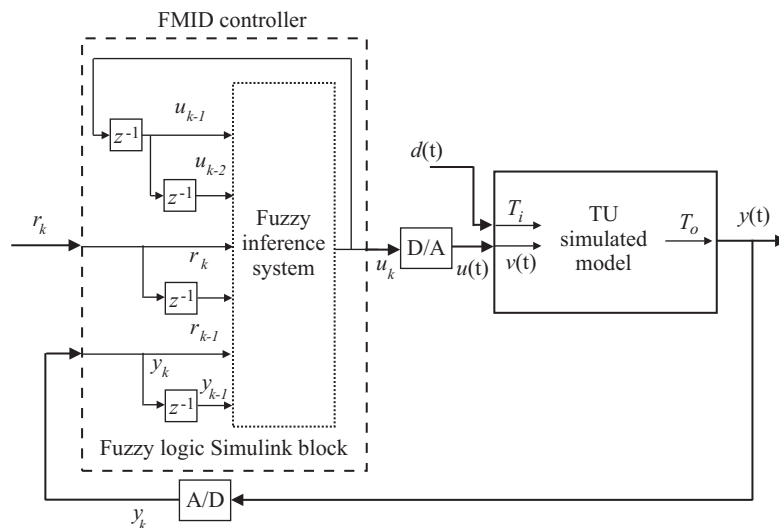 FMID controller
z⁻¹
u_{k-1}
z⁻¹
u_{k-2}
r_k
r_k
z⁻¹
r_{k-1}
y_k
z⁻¹
y_{k-1}
Fuzzy
inference
system
Fuzzy logic Simulink block
u_k
D/A
u(t)
d(t)
T_i
v(t)
TU
simulated
model
T_o
y(t)
A/D
y_k